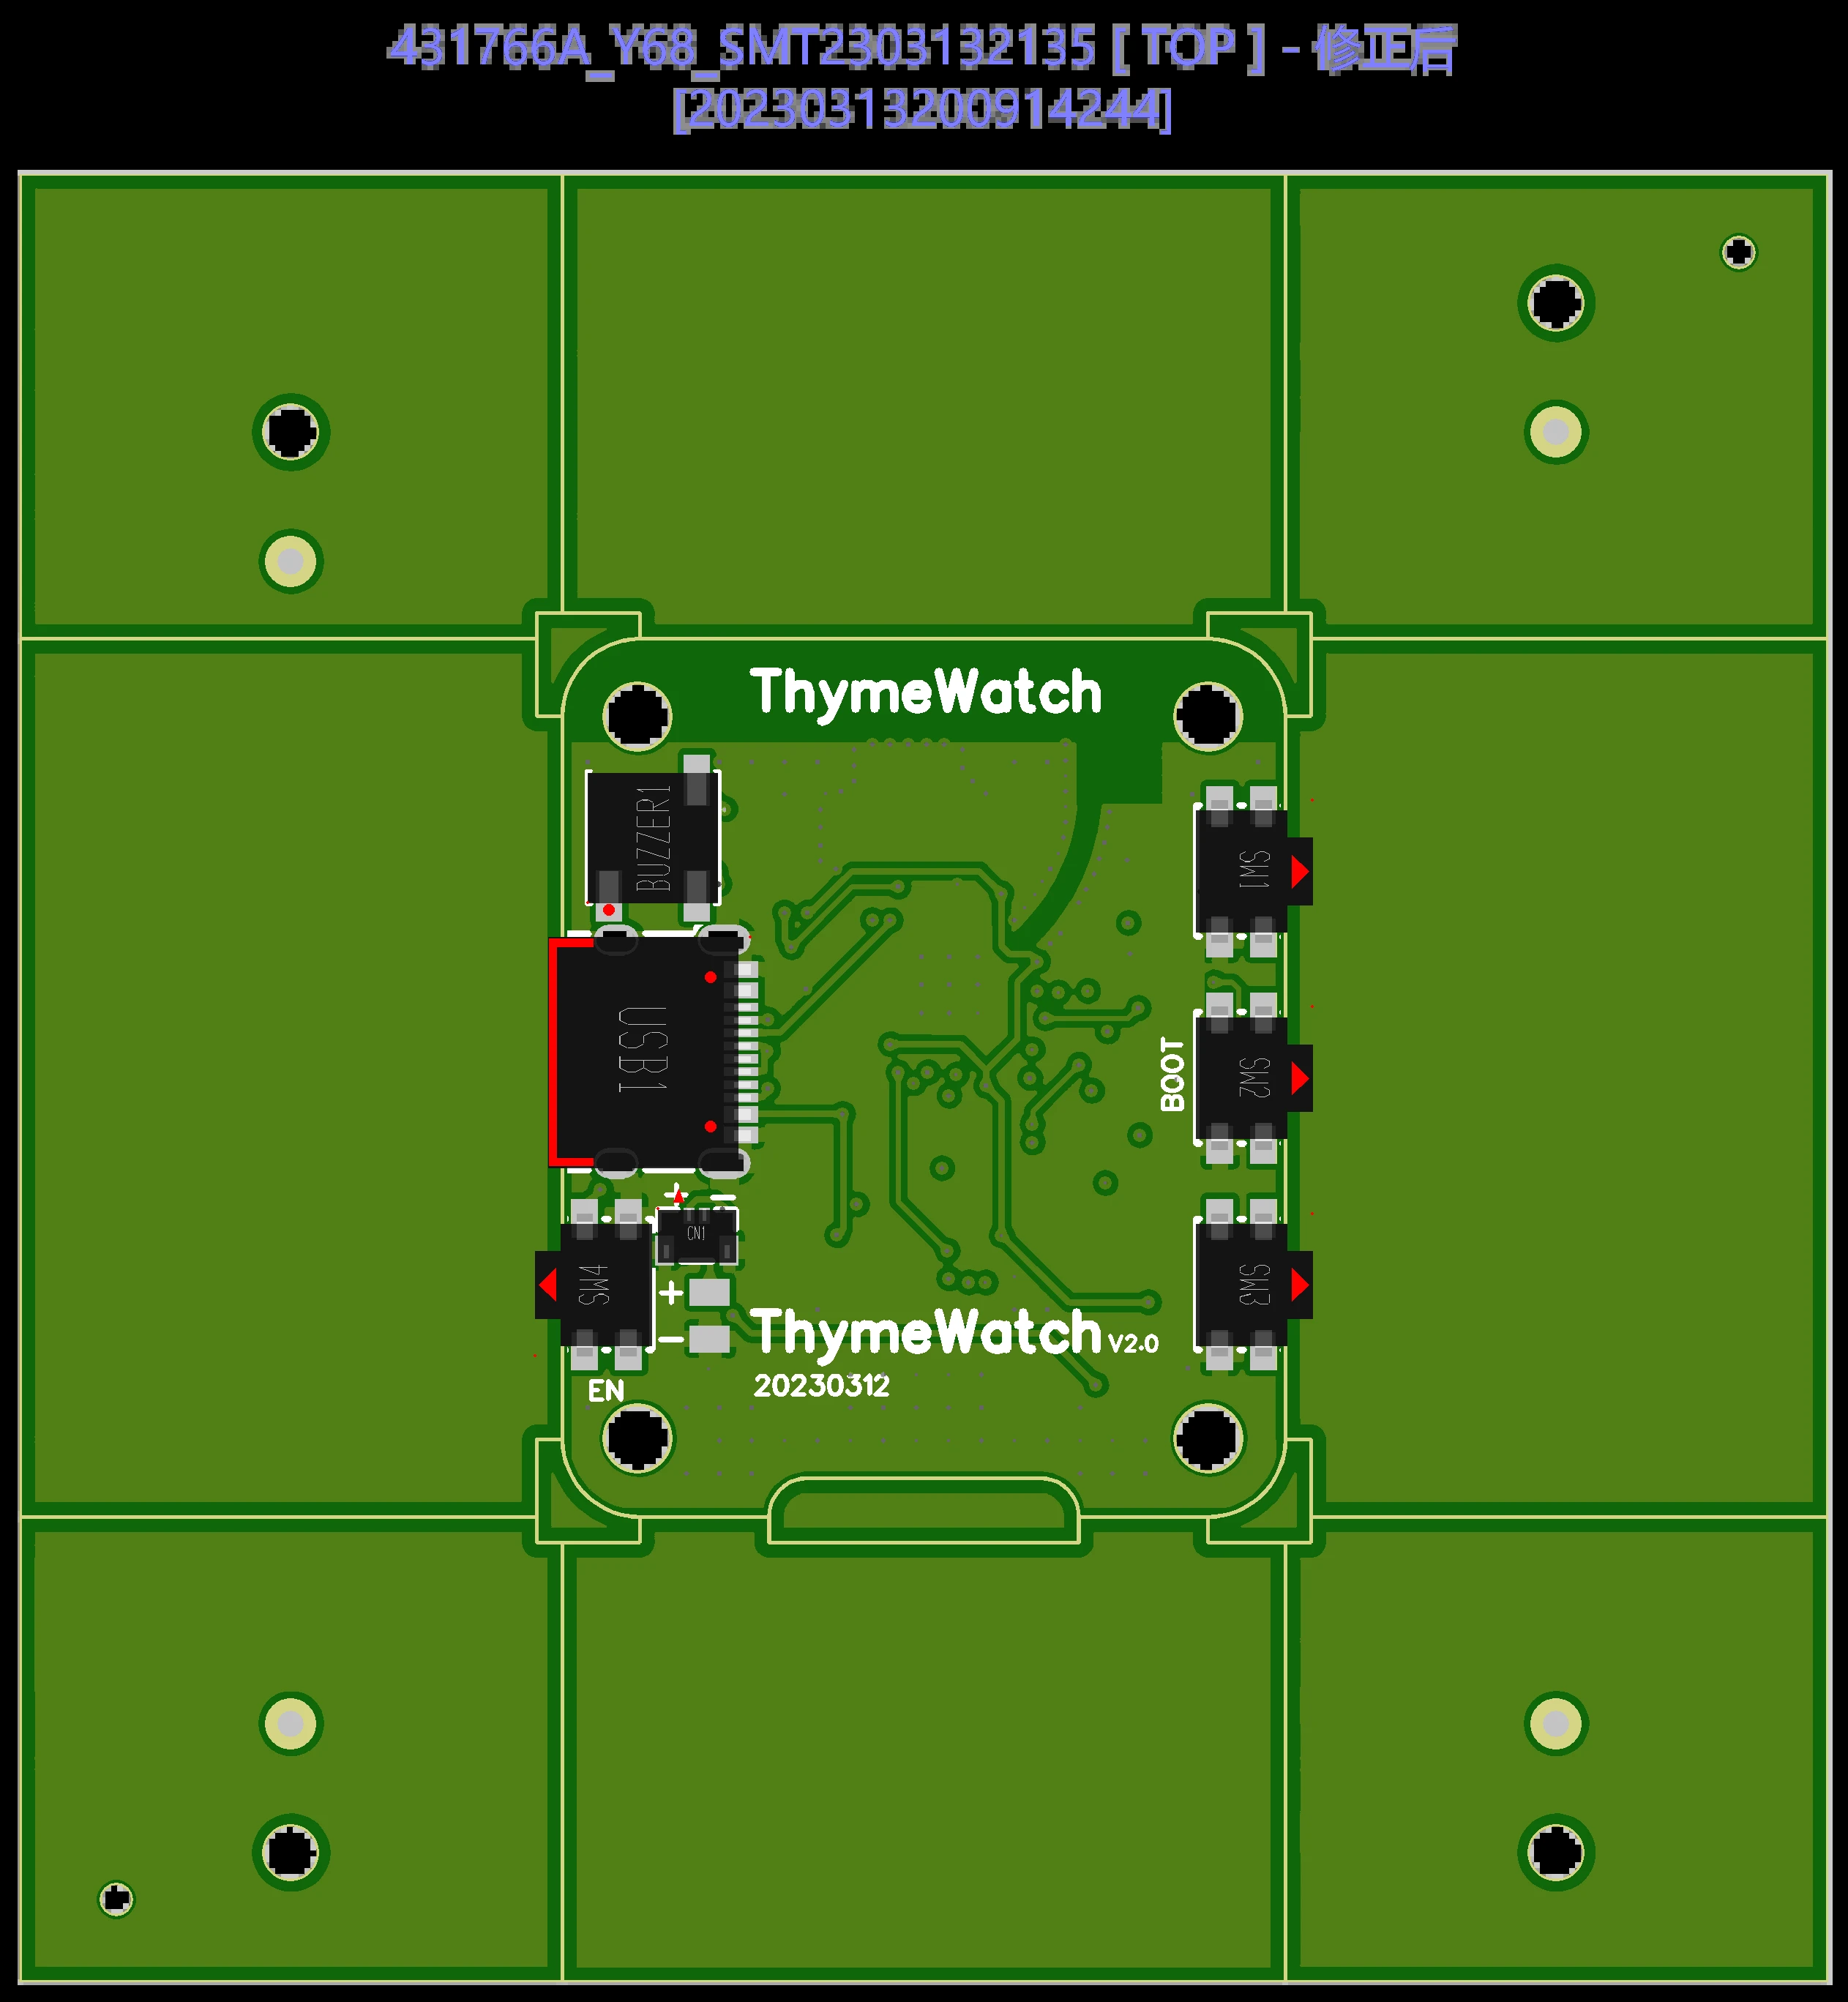 431766A_Y68_SMT2303132135 [ TOP ] - 修正后
[20230313200914244]
ThymeWatch
BUZZER1
SW1
USB1
BOOT
SW2
+ −
CN1
SW4
SW3
+
−
ThymeWatch V2.0
EN
20230312